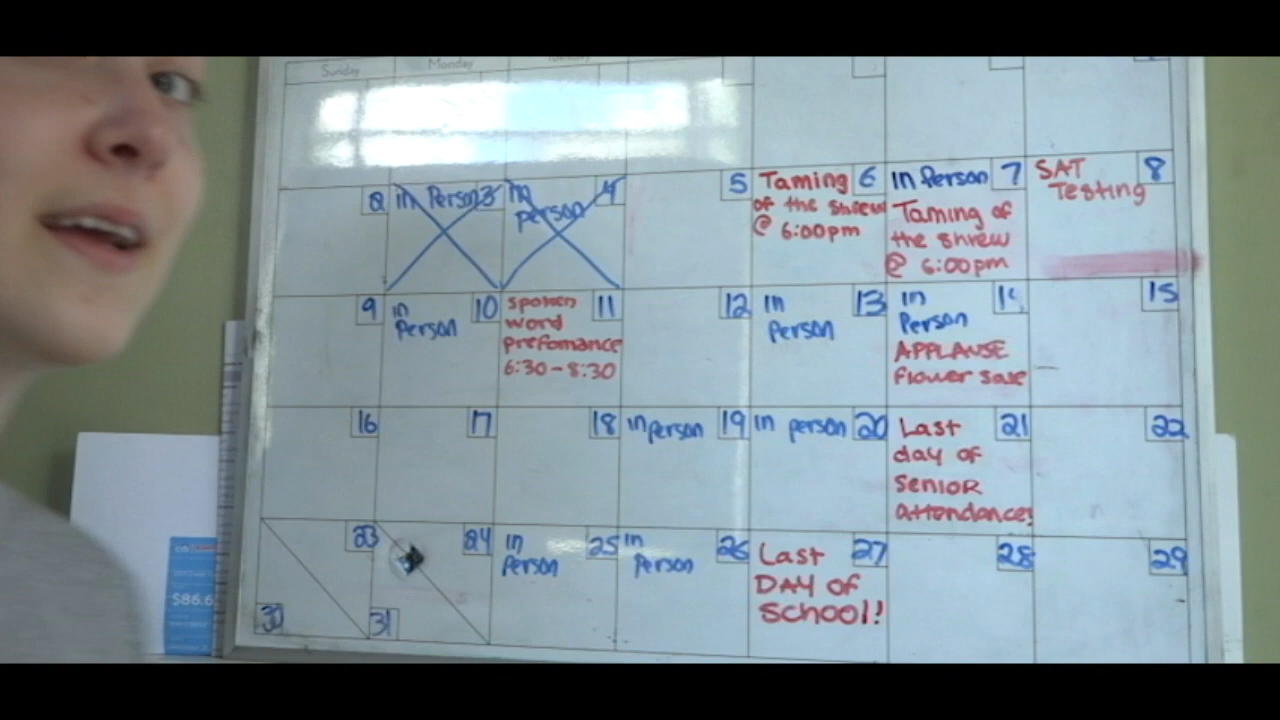 Sunday
Monday
2
in Person 3
in
person
4
5
Taming 6
of the shrew
@ 6:00pm
in Person 7
Taming of
the shrew
@ 6:00pm
SAT 8
Testing
9
in 10
Person
spoken 11
word
prefomance
6:30-8:30
12
in 13
Person
in
Person
APPLAUSE
flower sale
15
16
17
18
in person 19
in person 20
Last 21
day of
senior
attendance!
22
23
30
24
31
in 25
Person
in 26
Person
Last 27
DAY OF
school!
28
29
$86.6